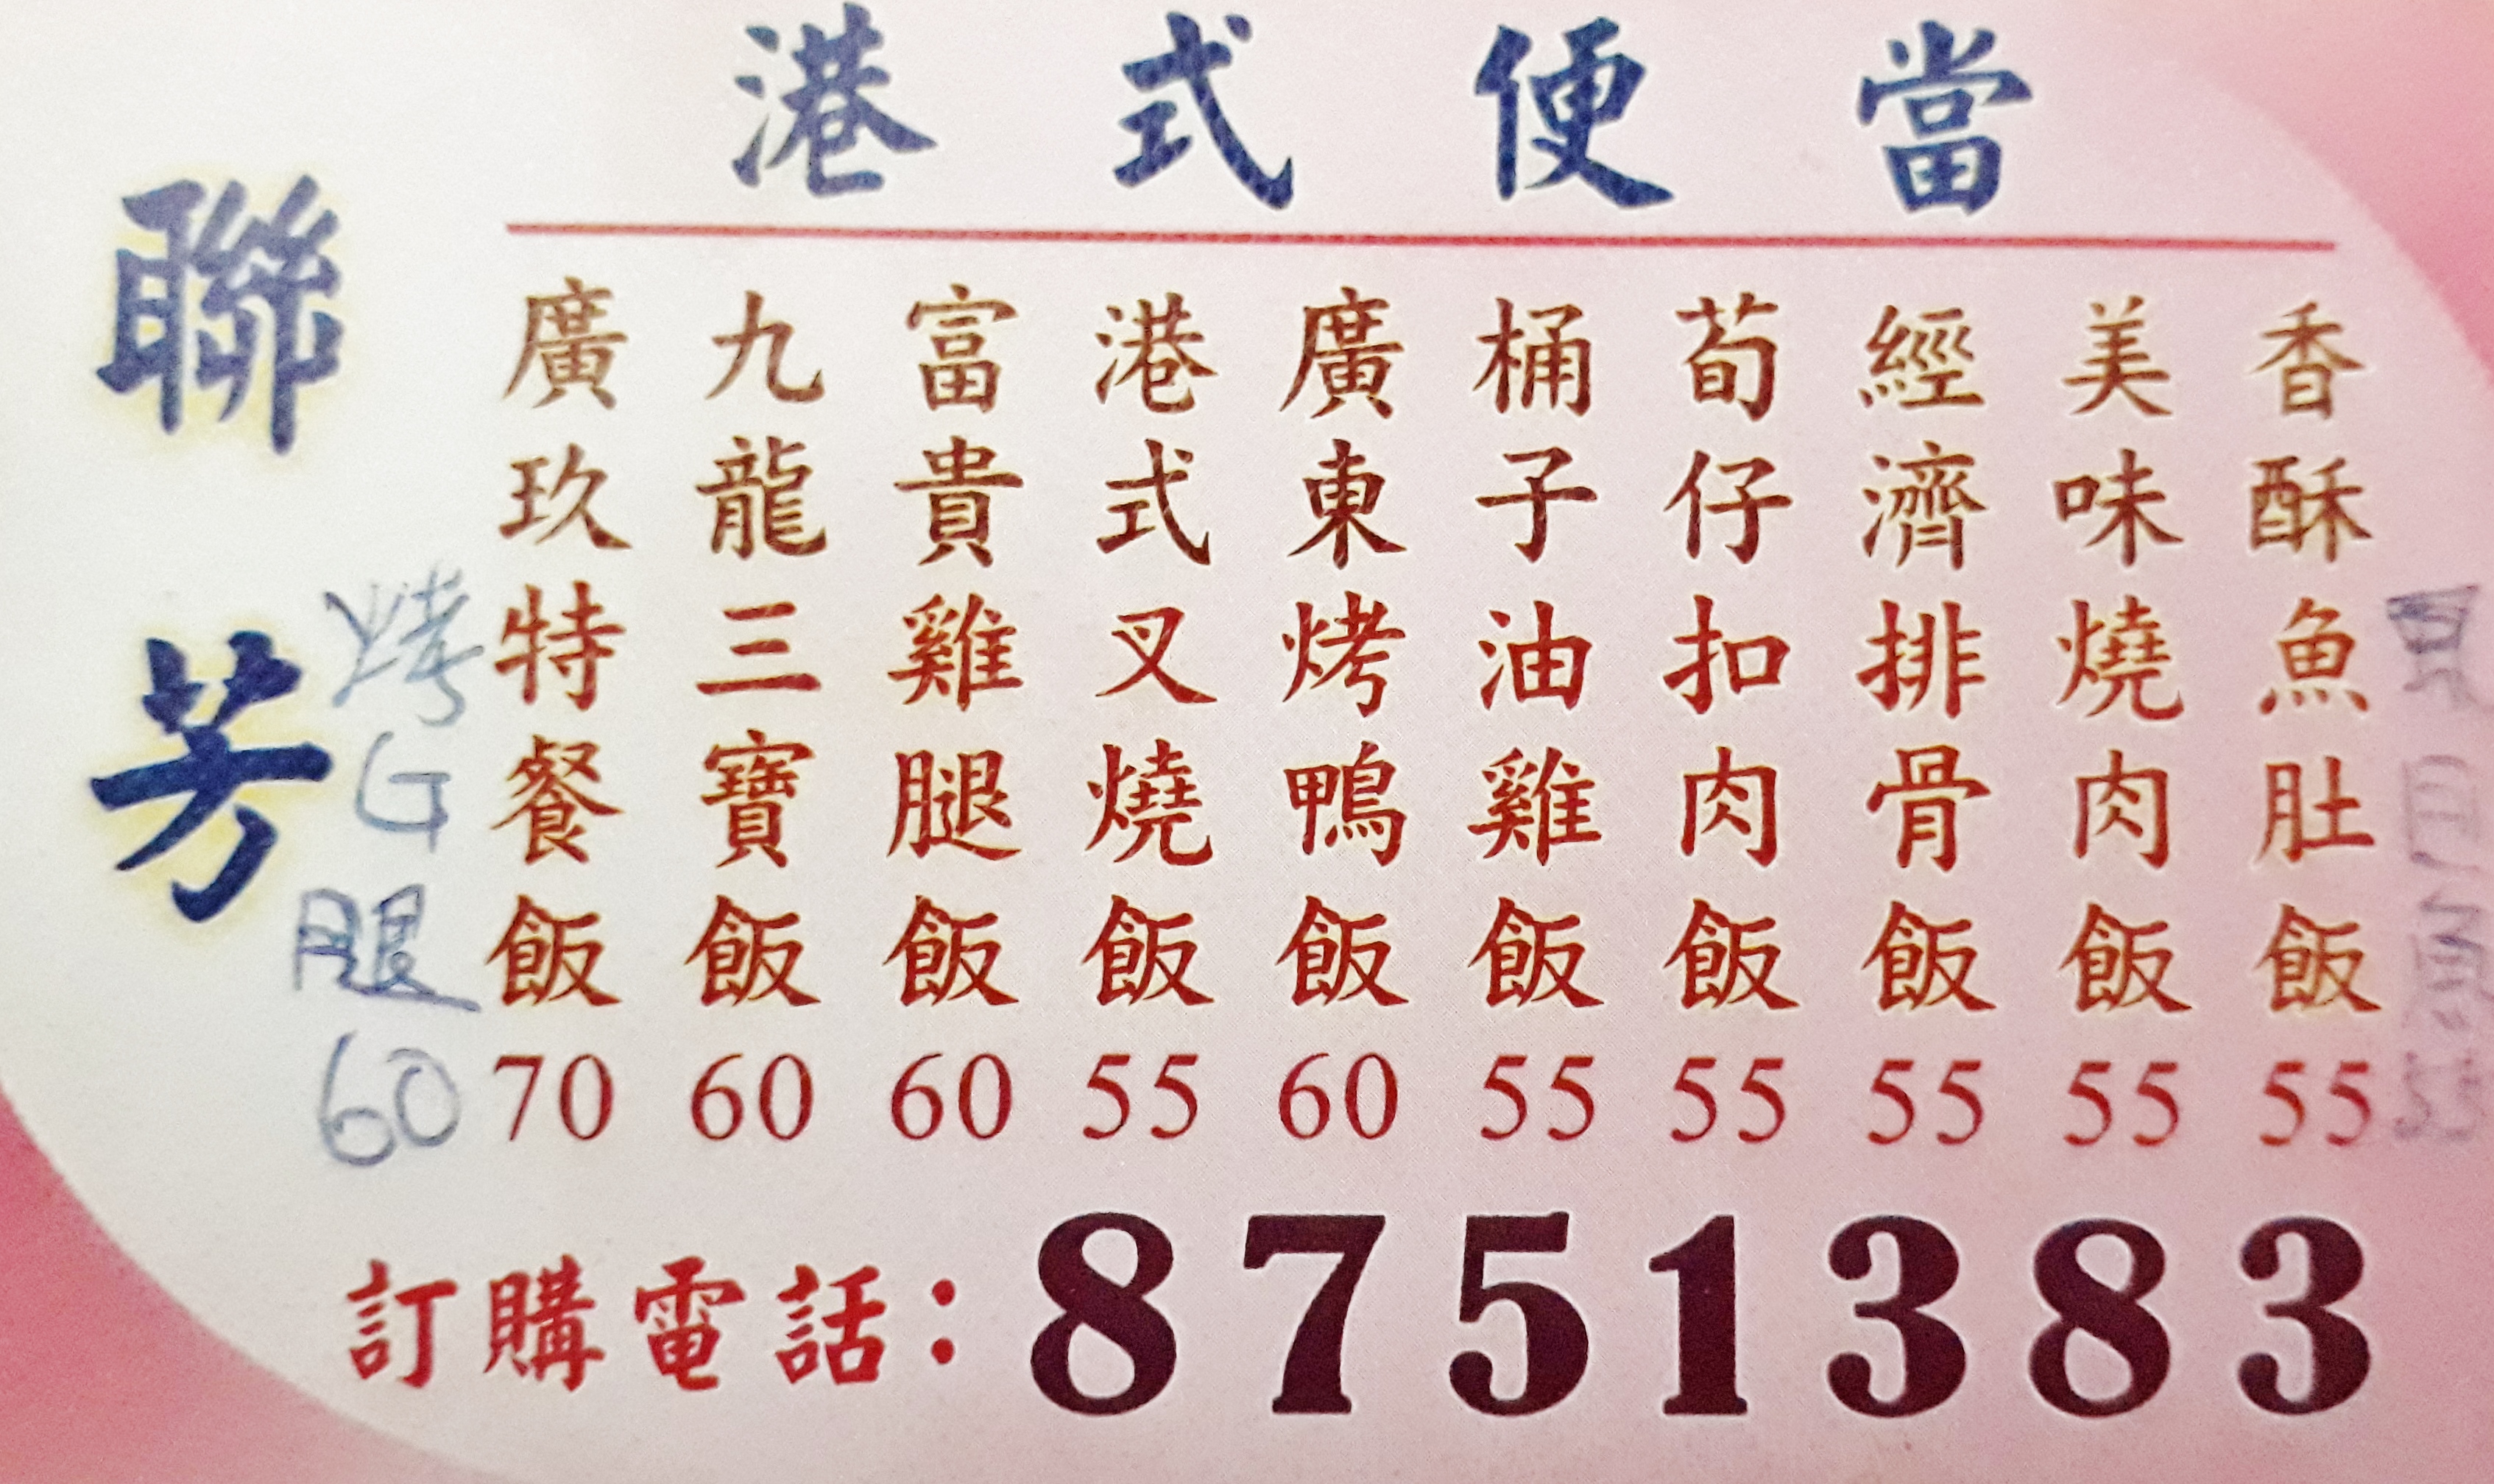 港式便當
聯芳
烤G腿 60
廣玖特餐飯 70
九龍三寶飯 60
富貴雞腿飯 60
港式叉燒飯 55
廣東烤鴨飯 60
桶子油雞飯 55
荀仔扣肉飯 55
經濟排骨飯 55
美味燒肉飯 55
香酥魚肚飯 55
訂購電話:8751383